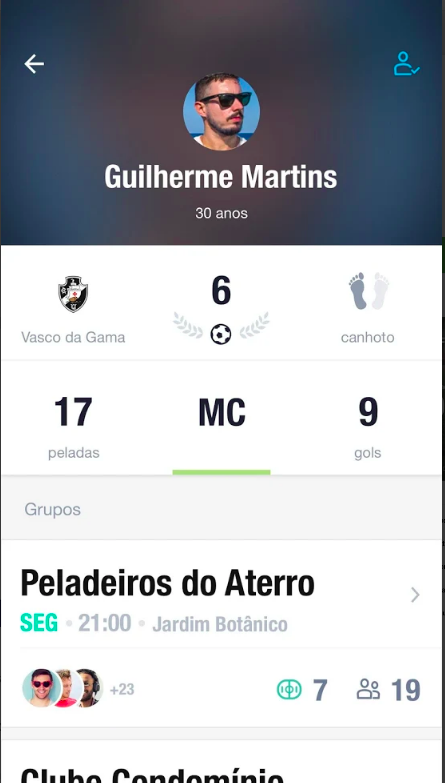 Guilherme Martins
30 anos
6
Vasco da Gama
canhoto
17
MC
9
peladas
gols
Grupos
Peladeiros do Aterro
SEG • 21:00 • Jardim Botânico
+23
7
19
Clube Condomínio